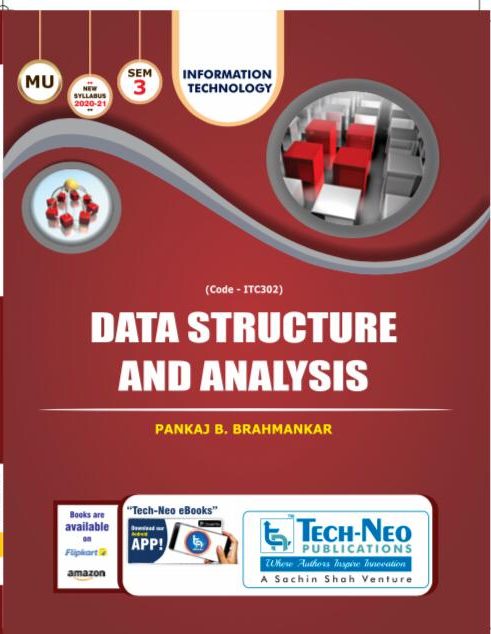 MU
NEW
SYLLABUS
2020-21
SEM
3
INFORMATION
TECHNOLOGY
(Code - ITC302)
DATA STRUCTURE
AND ANALYSIS
PANKAJ B. BRAHMANKAR
Books are
available
on
Flipkart
amazon
"Tech-Neo eBooks"
Download our
Android
APP!
TECH-NEO
PUBLICATIONS
Where Authors Inspire Innovation
A Sachin Shah Venture